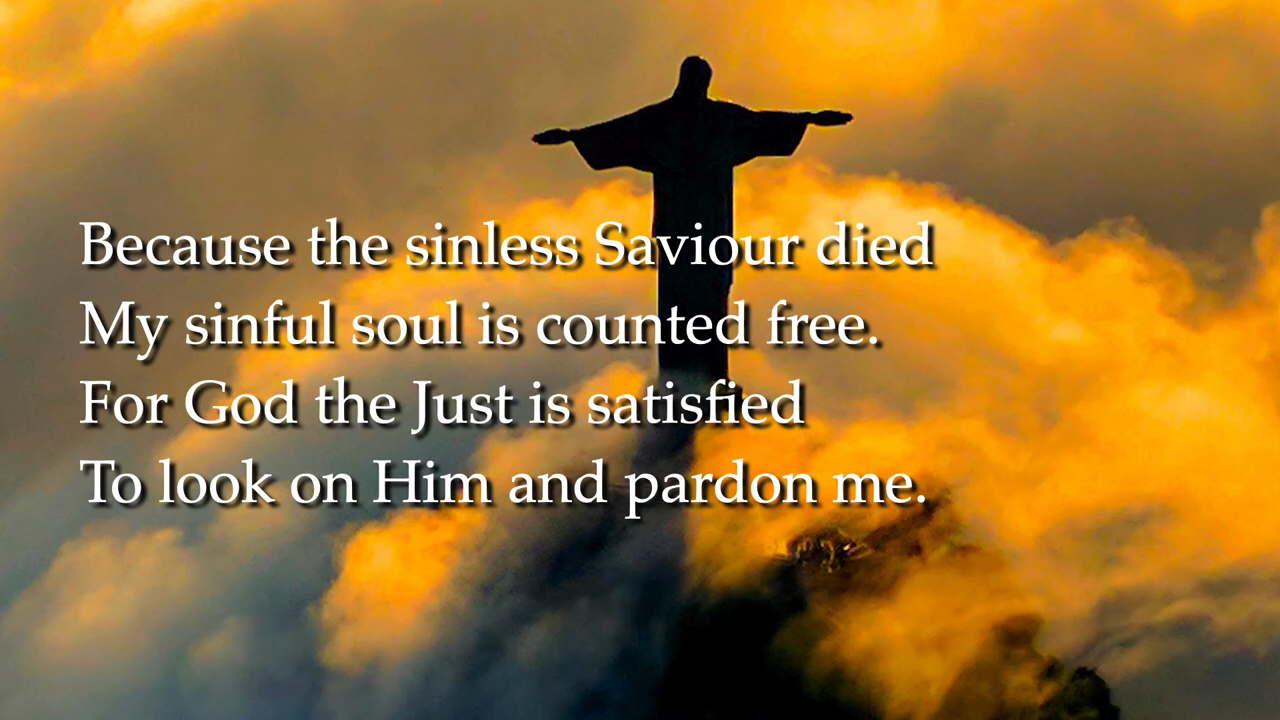 Because the sinless Saviour died
My sinful soul is counted free.
For God the Just is satisfied
To look on Him and pardon me.